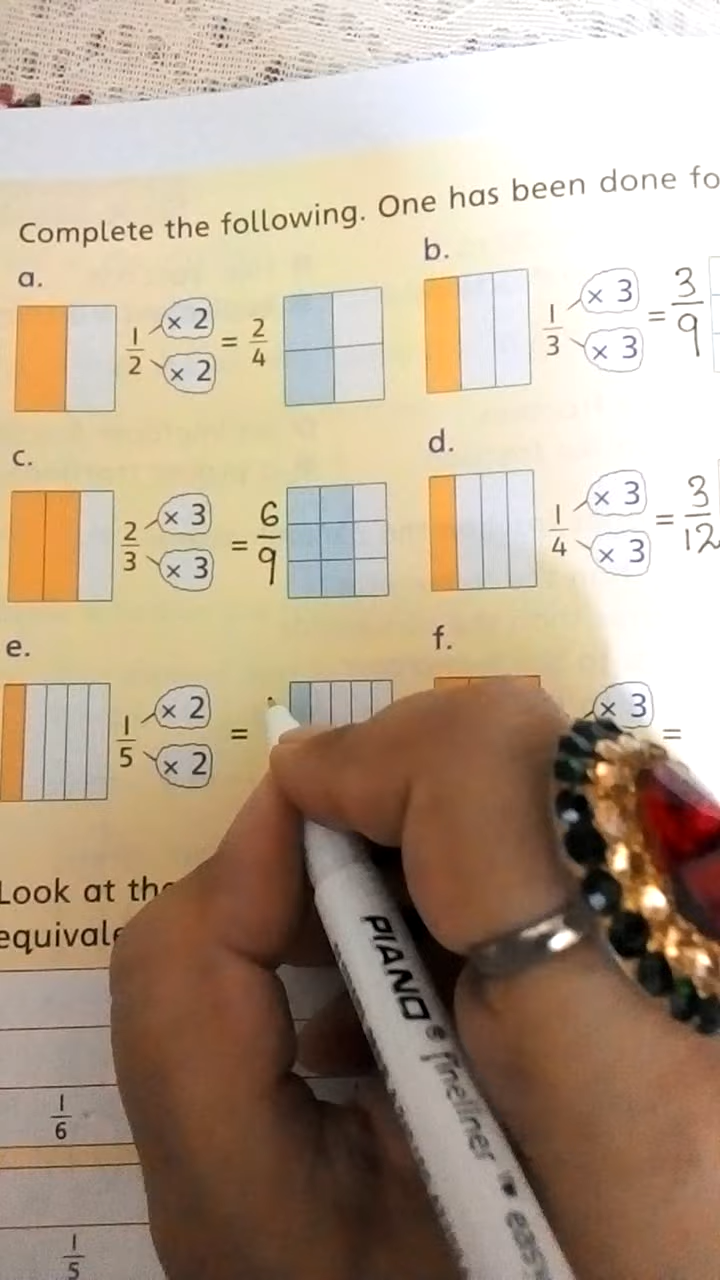 Complete the following. One has been done fo
a.
1/2 × 2 × 2 = 2/4
b.
1/3 × 3 × 3 = 3/9
c.
2/3 × 3 × 3 = 6/9
d.
1/4 × 3 × 3 = 3/12
e.
1/5 × 2 × 2 =
f.
× 3 =
Look at the
equivale
1/6
1/5
PIANO® fineliner easy